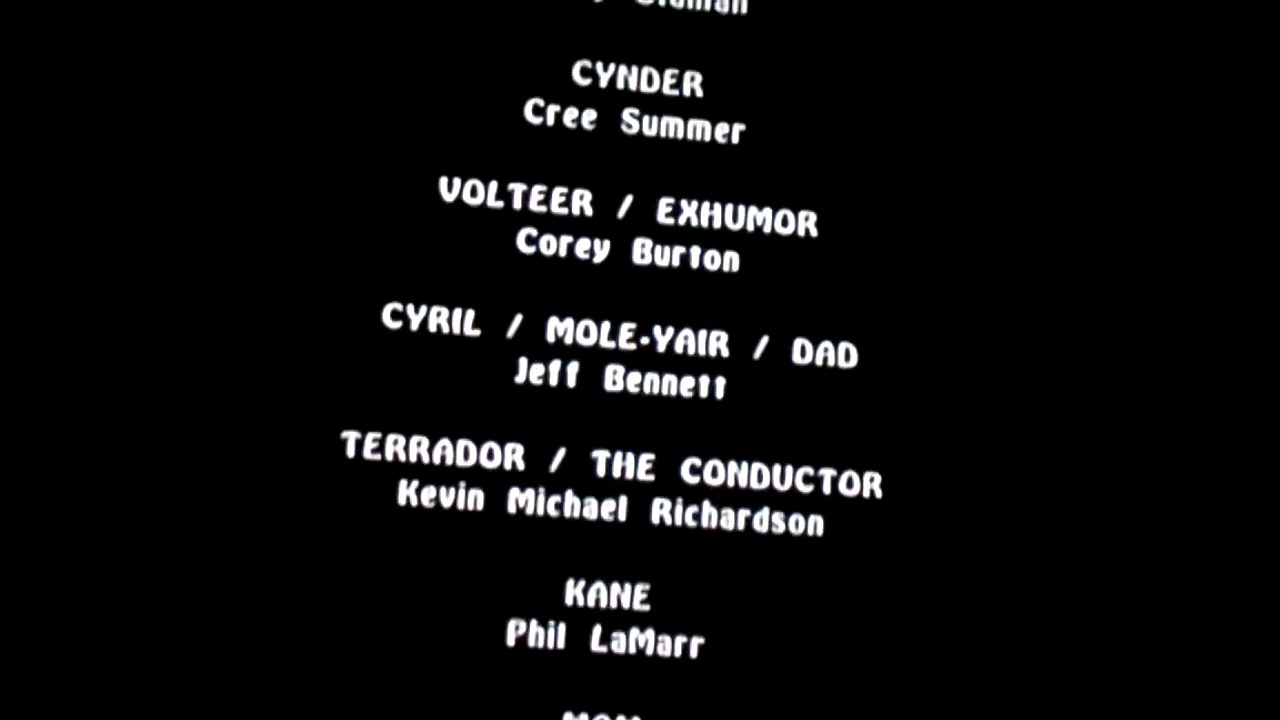 CYNDER
Cree Summer
VOLTEER / EXHUMOR
Corey Burton
CYRIL / MOLE-YAIR / DAD
Jeff Bennett
TERRADOR / THE CONDUCTOR
Kevin Michael Richardson
KANE
Phil LaMarr